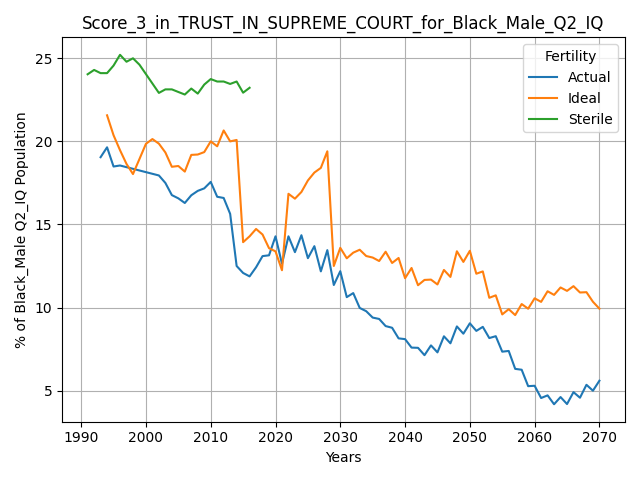 Score_3_in_TRUST_IN_SUPREME_COURT_for_Black_Male_Q2_IQ
Fertility
Actual
Ideal
Sterile
% of Black_Male Q2_IQ Population
25
20
15
10
5
1990 2000 2010 2020 2030 2040 2050 2060 2070
Years